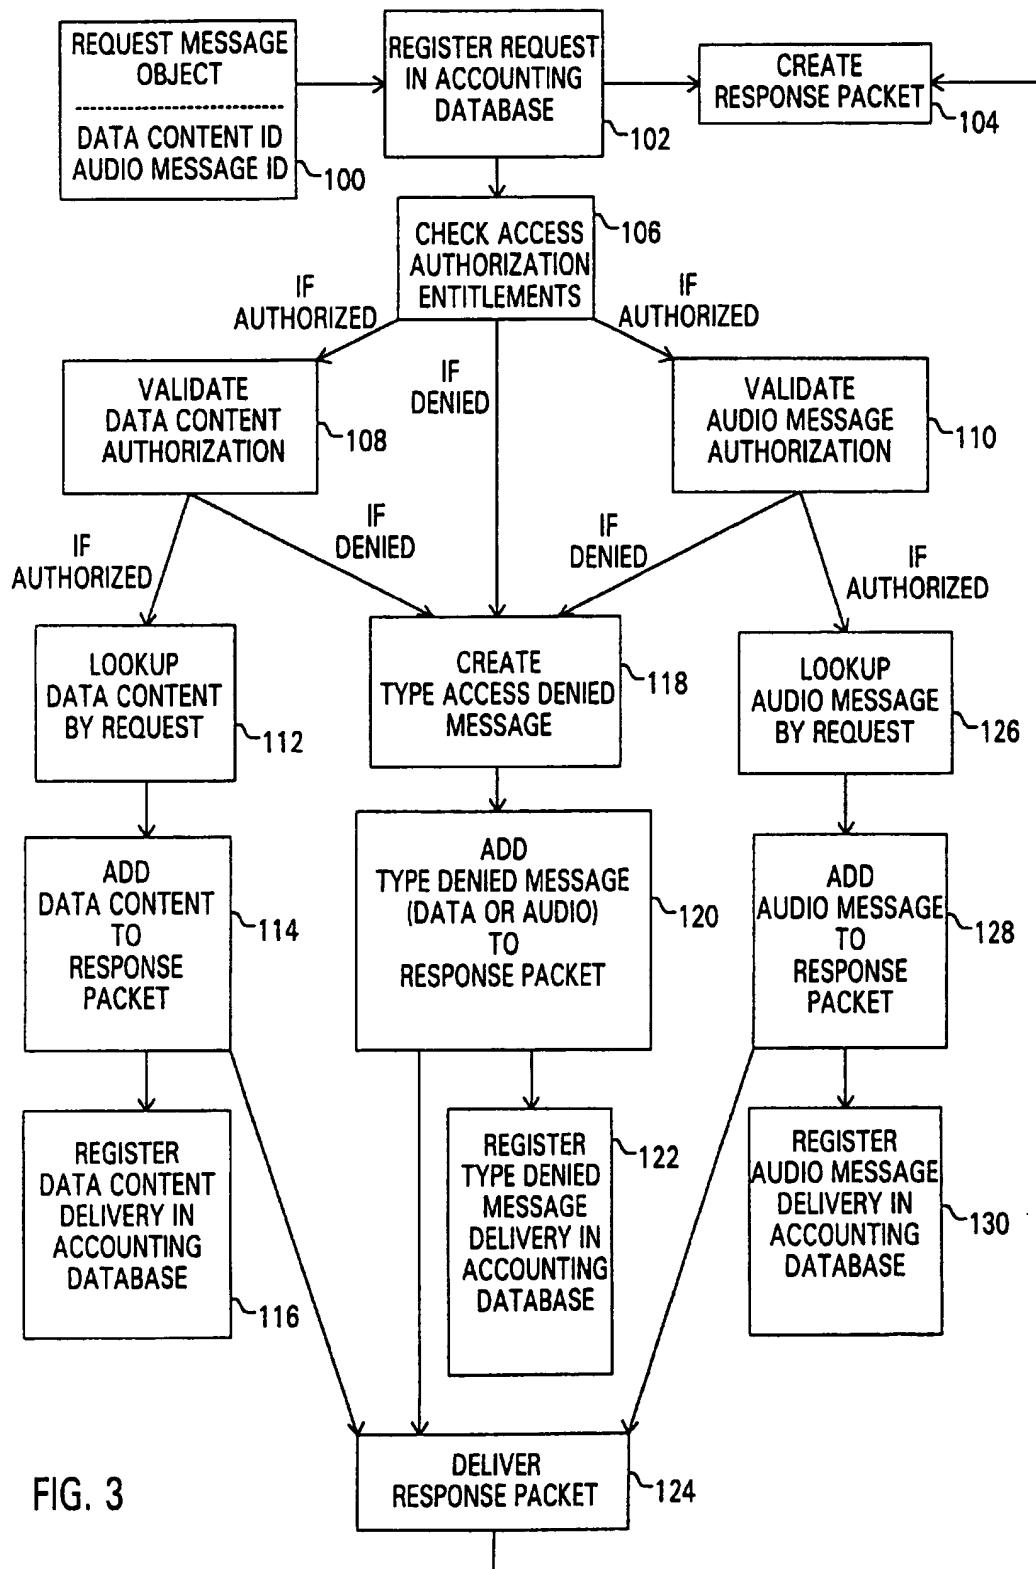 REQUEST MESSAGE
OBJECT
DATA CONTENT ID
AUDIO MESSAGE ID
100
REGISTER REQUEST
IN ACCOUNTING
DATABASE
102
CREATE
RESPONSE PACKET
104
CHECK ACCESS
AUTHORIZATION
ENTITLEMENTS
106
IF
AUTHORIZED
IF
DENIED
IF
AUTHORIZED
VALIDATE
DATA CONTENT
AUTHORIZATION
108
VALIDATE
AUDIO MESSAGE
AUTHORIZATION
110
IF
AUTHORIZED
IF
DENIED
IF
DENIED
IF
AUTHORIZED
LOOKUP
DATA CONTENT
BY REQUEST
112
CREATE
TYPE ACCESS DENIED
MESSAGE
118
LOOKUP
AUDIO MESSAGE
BY REQUEST
126
ADD
DATA CONTENT
TO
RESPONSE
PACKET
114
ADD
TYPE DENIED MESSAGE
(DATA OR AUDIO)
TO
RESPONSE PACKET
120
ADD
AUDIO MESSAGE
TO
RESPONSE
PACKET
128
REGISTER
DATA CONTENT
DELIVERY IN
ACCOUNTING
DATABASE
116
REGISTER
TYPE DENIED
MESSAGE
DELIVERY IN
ACCOUNTING
DATABASE
122
REGISTER
AUDIO MESSAGE
DELIVERY IN
ACCOUNTING
DATABASE
130
DELIVER
RESPONSE PACKET
124
FIG. 3